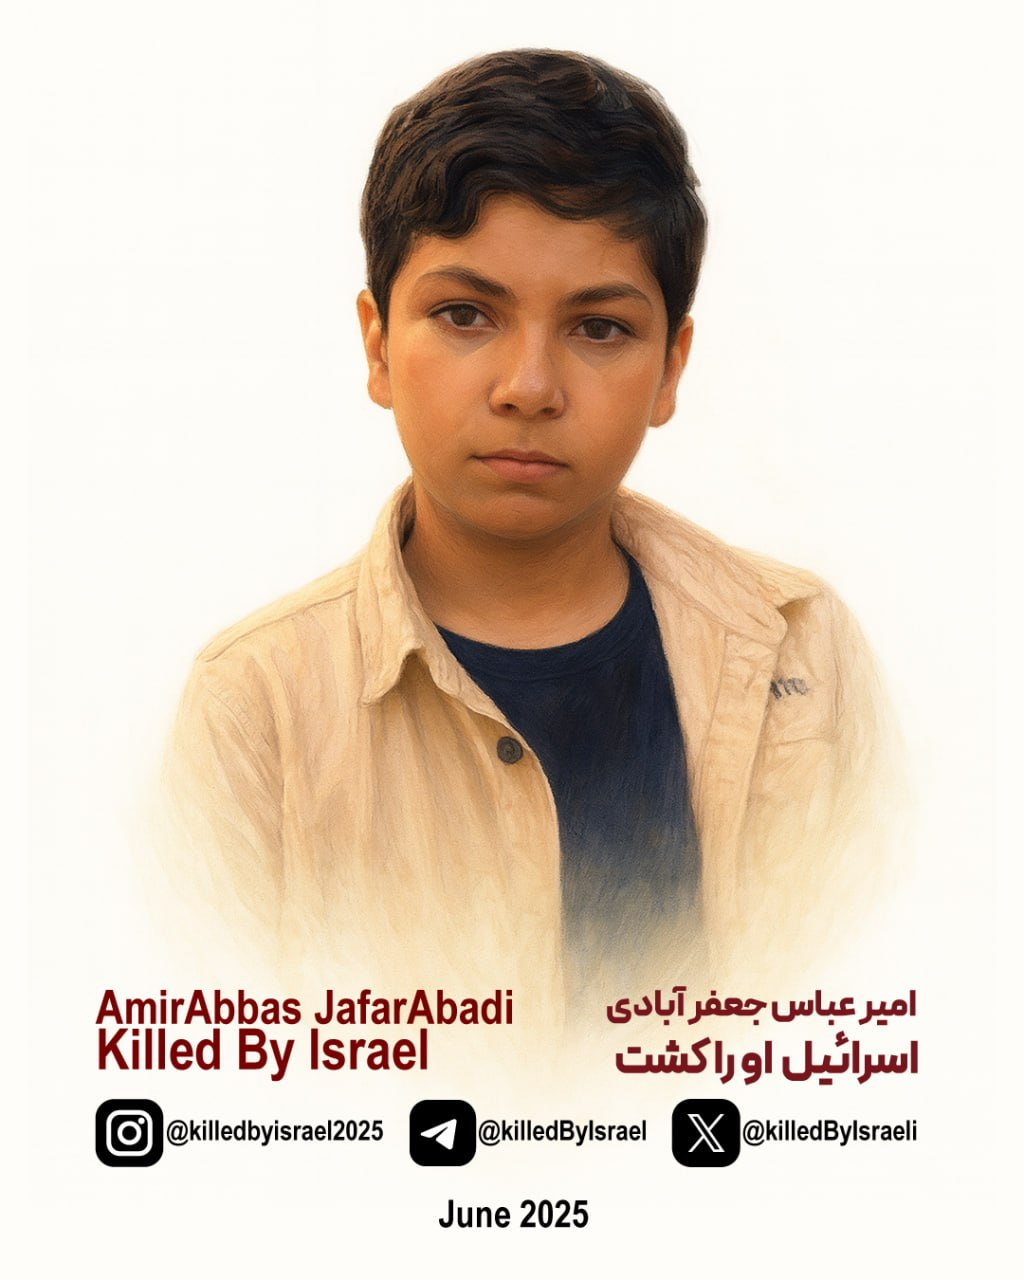 AmirAbbas JafarAbadi
Killed By Israel
امیر عباس جعفر آبادی
اسرائیل او را کشت
@killedbyisrael2025
@killedByIsrael
@killedByIsraeli
June 2025